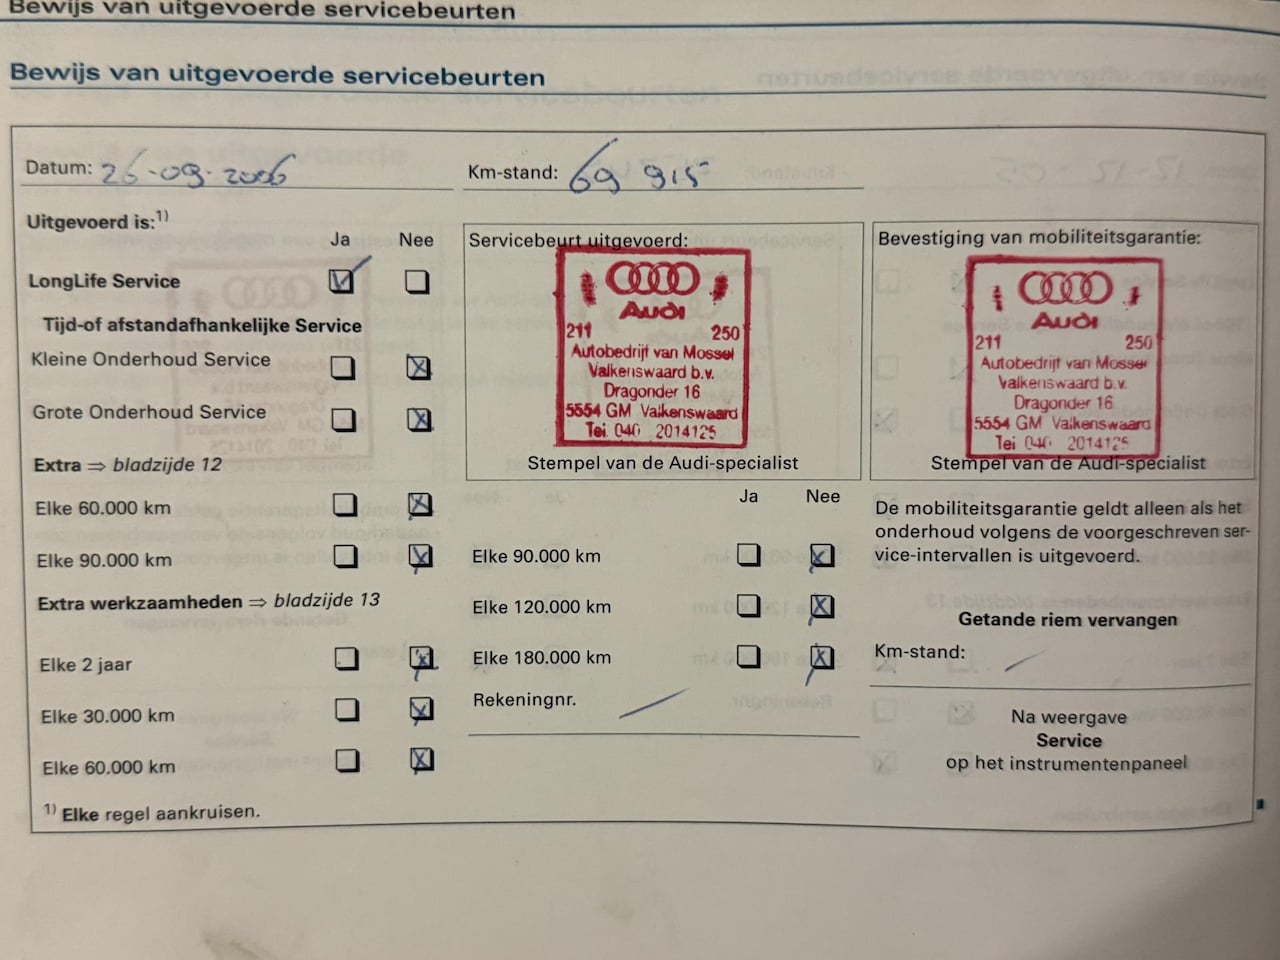 Bewijs van uitgevoerde servicebeurten
Bewijs van uitgevoerde servicebeurten
Datum: 26-09-2006
Km-stand: 69 915
Uitgevoerd is:1)
Ja Nee
LongLife Service
Tijd-of afstandafhankelijke Service
Kleine Onderhoud Service
Grote Onderhoud Service
Extra ⇒ bladzijde 12
Elke 60.000 km
Elke 90.000 km
Extra werkzaamheden ⇒ bladzijde 13
Elke 2 jaar
Elke 30.000 km
Elke 60.000 km
1) Elke regel aankruisen.
Servicebeurt uitgevoerd:
Audi
211 250
Autobedrijf van Mossel
Valkenswaard b.v.
Dragonder 16
5554 GM Valkenswaard
Tel 040 2014125
Stempel van de Audi-specialist
Ja Nee
Elke 90.000 km
Elke 120.000 km
Elke 180.000 km
Rekeningnr.
Bevestiging van mobiliteitsgarantie:
Audi
211 250
Autobedrijf van Mossel
Valkenswaard b.v.
Dragonder 16
5554 GM Valkenswaard
Tel 040 2014125
Stempel van de Audi-specialist
De mobiliteitsgarantie geldt alleen als het
onderhoud volgens de voorgeschreven ser-
vice-intervallen is uitgevoerd.
Getande riem vervangen
Km-stand:
Na weergave
Service
op het instrumentenpaneel